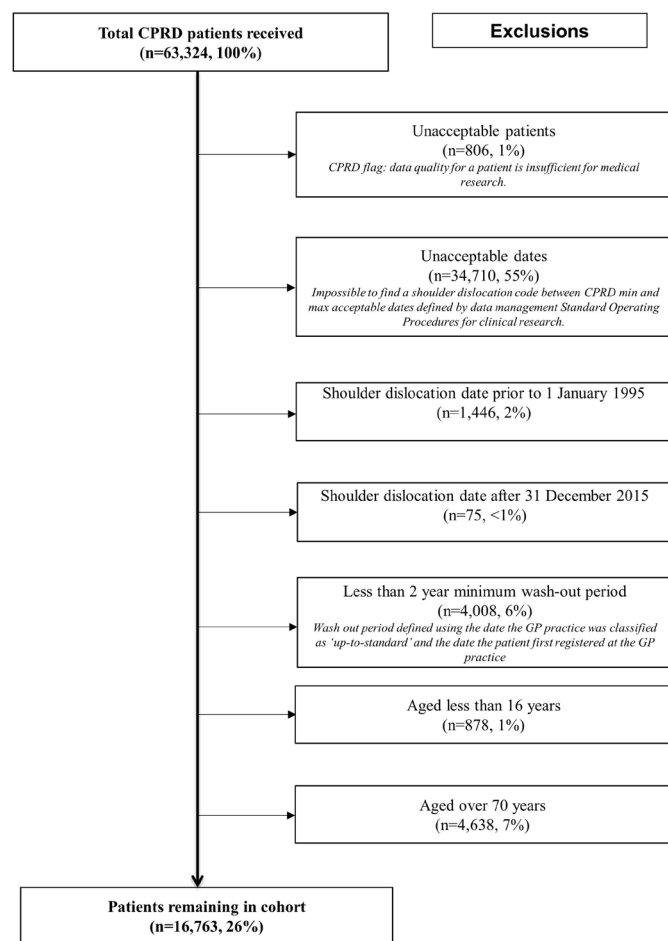 Total CPRD patients received
(n=63,324, 100%)
Exclusions
Unacceptable patients
(n=806, 1%)
CPRD flag: data quality for a patient is insufficient for medical
research.
Unacceptable dates
(n=34,710, 55%)
Impossible to find a shoulder dislocation code between CPRD min and
max acceptable dates defined by data management Standard Operating
Procedures for clinical research.
Shoulder dislocation date prior to 1 January 1995
(n=1,446, 2%)
Shoulder dislocation date after 31 December 2015
(n=75, <1%)
Less than 2 year minimum wash-out period
(n=4,008, 6%)
Wash out period defined using the date the GP practice was classified
as ‘up-to-standard’ and the date the patient first registered at the GP
practice
Aged less than 16 years
(n=878, 1%)
Aged over 70 years
(n=4,638, 7%)
Patients remaining in cohort
(n=16,763, 26%)